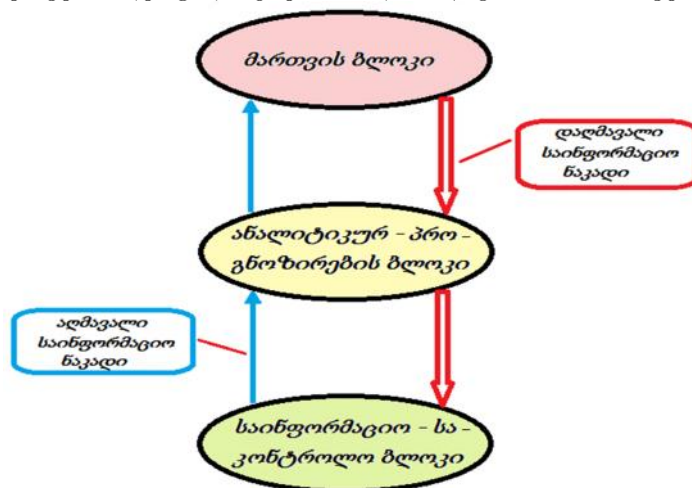 მართვის ბლოკი
დაღმავალი
საინფორმაციო
ნაკადი
ანალიტიკურ - პრო -
გნოზირების ბლოკი
აღმავალი
საინფორმაციო
ნაკადი
საინფორმაციო - სა -
კონტროლო ბლოკი